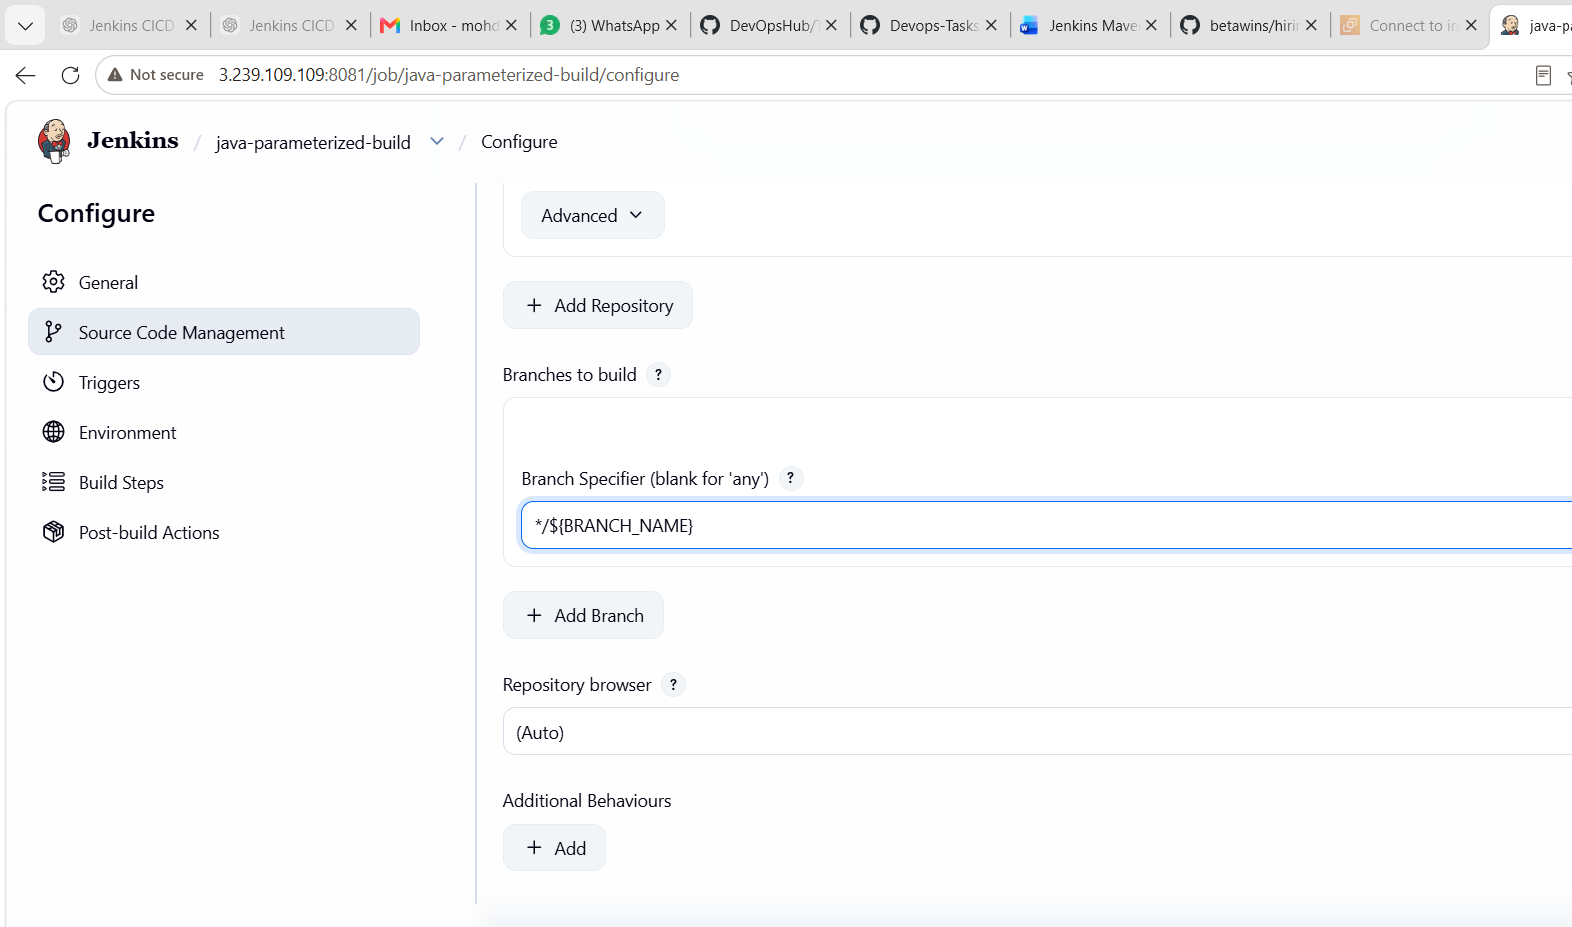 Jenkins CICD
Jenkins CICD
Inbox - mohd
3
(3) WhatsApp
DevOpsHub/
Devops-Tasks
Jenkins Mave
betawins/hirin
Connect to in
java-pa
Not secure
3.239.109.109:8081/job/java-parameterized-build/configure
Jenkins / java-parameterized-build / Configure
Configure
General
Source Code Management
Triggers
Environment
Build Steps
Post-build Actions
Advanced
+ Add Repository
Branches to build ?
Branch Specifier (blank for 'any') ?
*/${BRANCH_NAME}
+ Add Branch
Repository browser ?
(Auto)
Additional Behaviours
+ Add